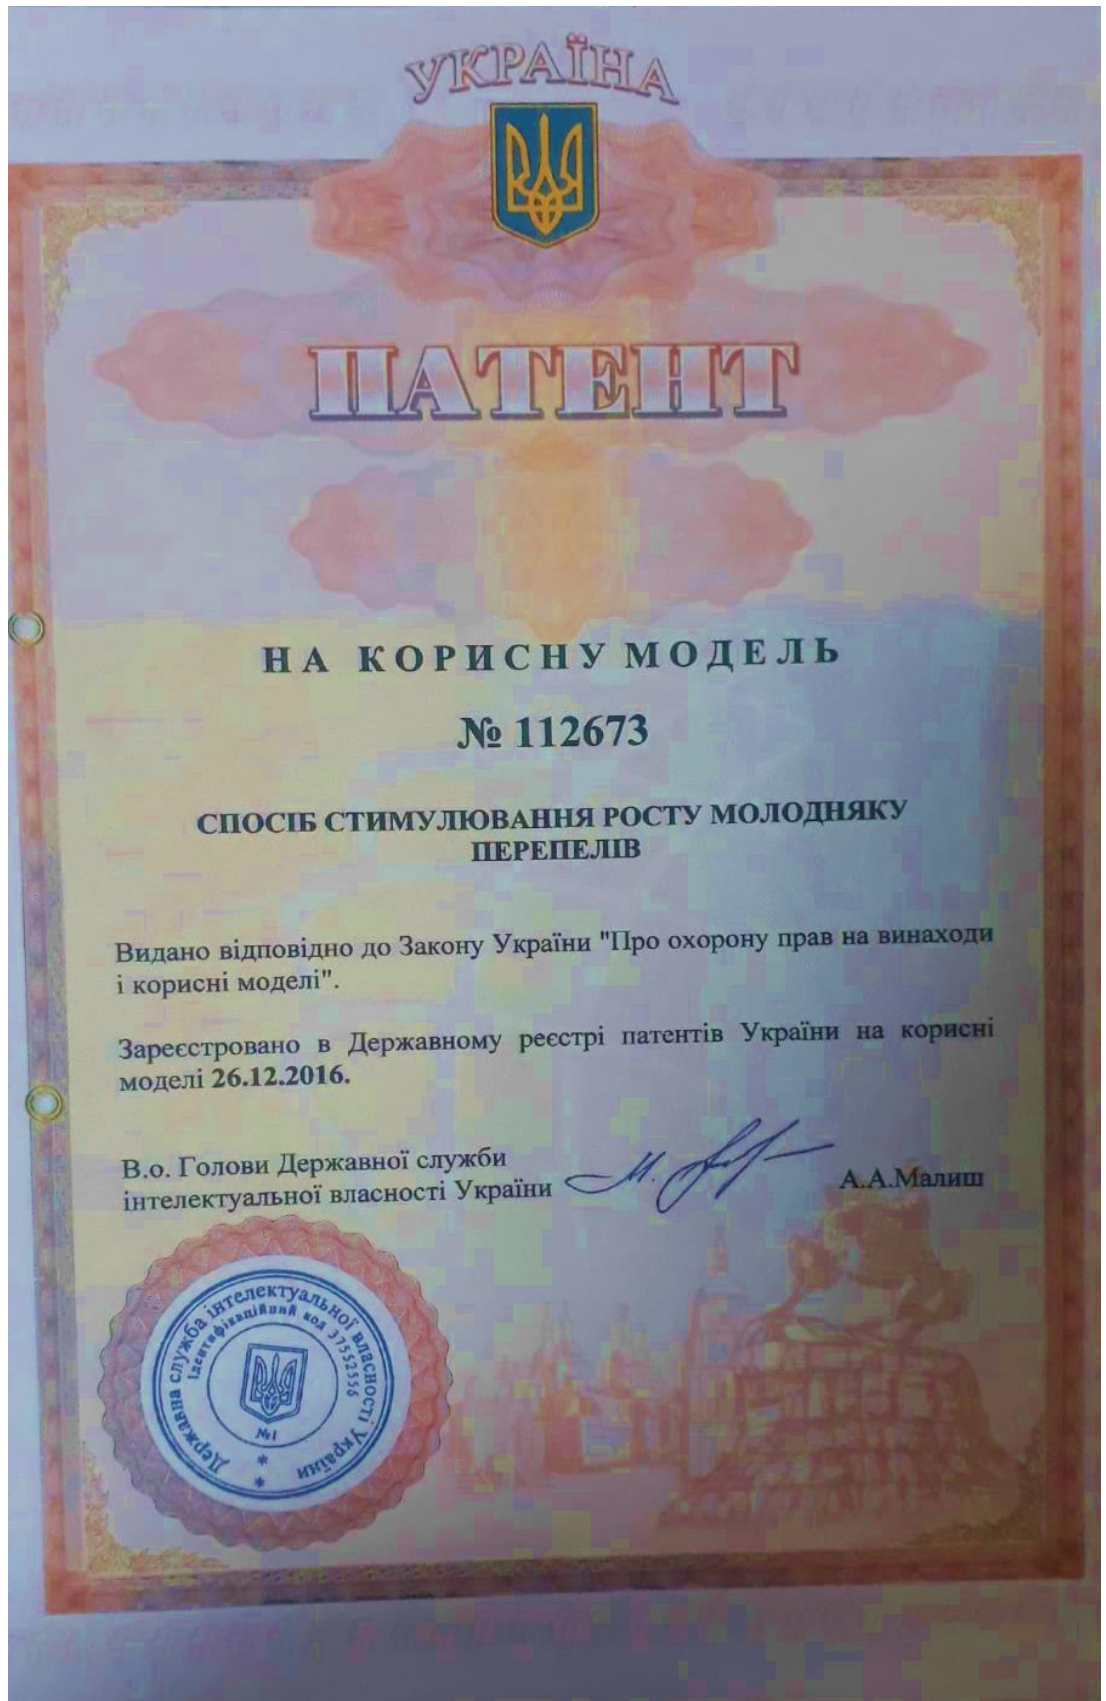 УКРАЇНА
ПАТЕНТ
НА КОРИСНУ МОДЕЛЬ
№ 112673
СПОСІБ СТИМУЛЮВАННЯ РОСТУ МОЛОДНЯКУ
ПЕРЕПЕЛІВ
Видано відповідно до Закону України "Про охорону прав на винаходи
і корисні моделі".
Зареєстровано в Державному реєстрі патентів України на корисні
моделі 26.12.2016.
В.о. Голови Державної служби
інтелектуальної власності України
А.А.Малиш
Державна служба інтелектуальної власності України
Ідентифікаційний код 37552556
№1